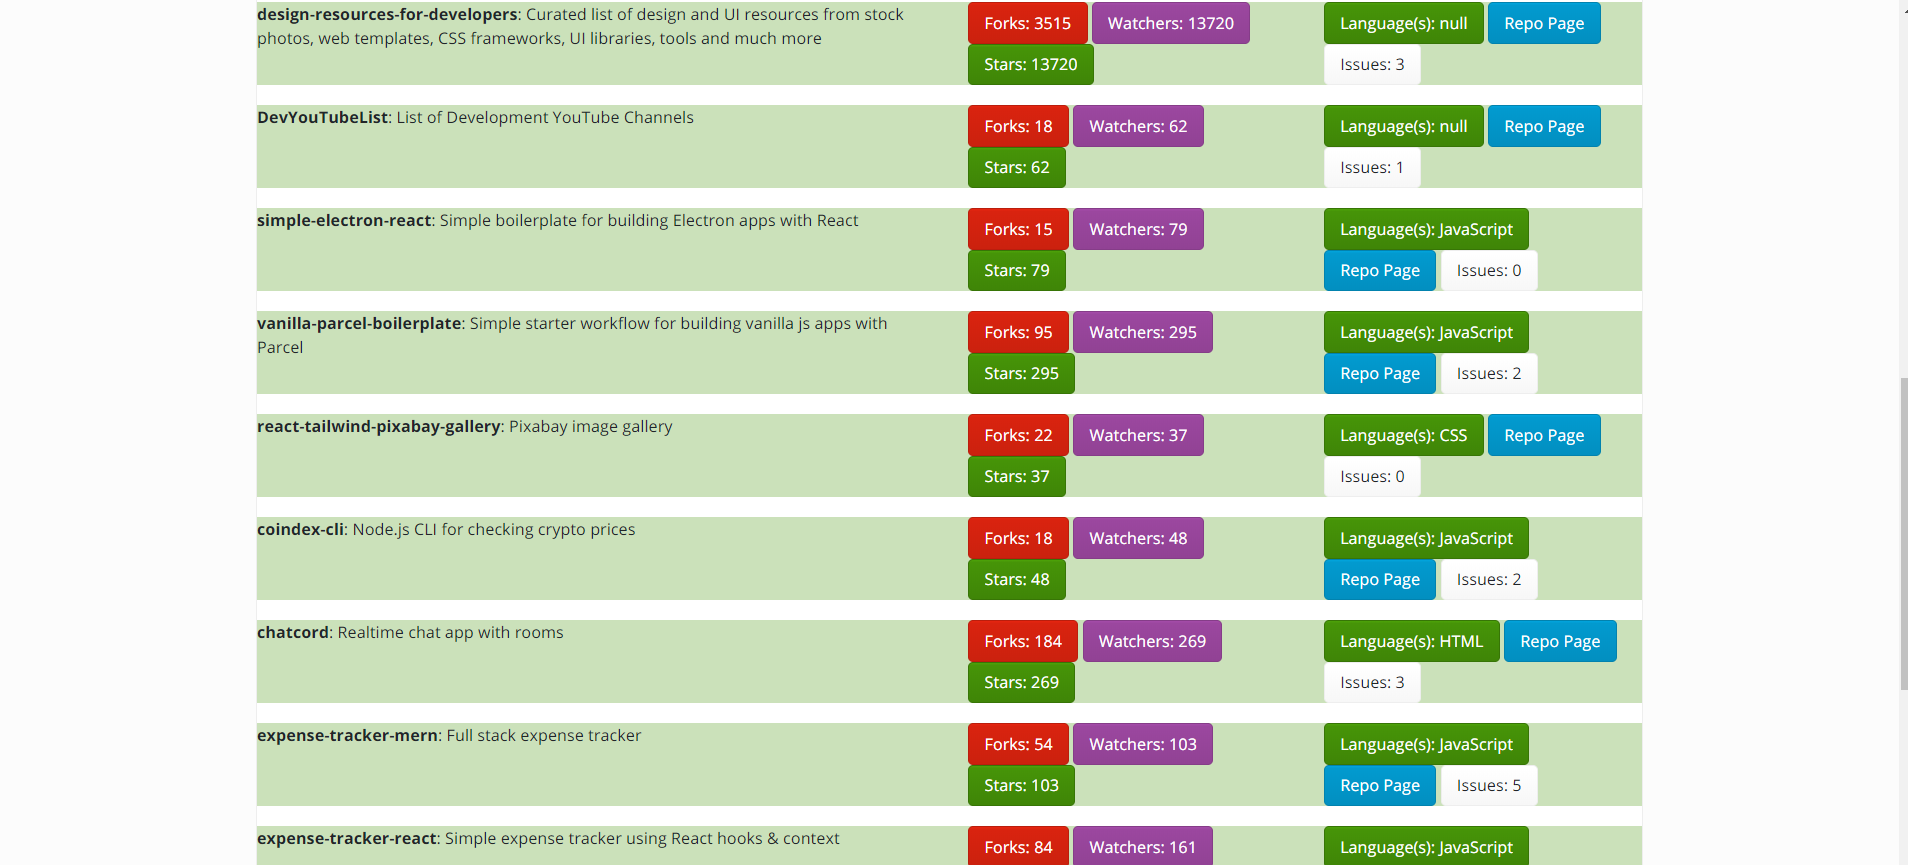 design-resources-for-developers: Curated list of design and UI resources from stock
photos, web templates, CSS frameworks, UI libraries, tools and much more
Forks: 3515 Watchers: 13720
Stars: 13720
Language(s): null Repo Page
Issues: 3
DevYouTubeList: List of Development YouTube Channels
Forks: 18 Watchers: 62
Stars: 62
Language(s): null Repo Page
Issues: 1
simple-electron-react: Simple boilerplate for building Electron apps with React
Forks: 15 Watchers: 79
Stars: 79
Language(s): JavaScript
Repo Page Issues: 0
vanilla-parcel-boilerplate: Simple starter workflow for building vanilla js apps with
Parcel
Forks: 95 Watchers: 295
Stars: 295
Language(s): JavaScript
Repo Page Issues: 2
react-tailwind-pixabay-gallery: Pixabay image gallery
Forks: 22 Watchers: 37
Stars: 37
Language(s): CSS Repo Page
Issues: 0
coindex-cli: Node.js CLI for checking crypto prices
Forks: 18 Watchers: 48
Stars: 48
Language(s): JavaScript
Repo Page Issues: 2
chatcord: Realtime chat app with rooms
Forks: 184 Watchers: 269
Stars: 269
Language(s): HTML Repo Page
Issues: 3
expense-tracker-mern: Full stack expense tracker
Forks: 54 Watchers: 103
Stars: 103
Language(s): JavaScript
Repo Page Issues: 5
expense-tracker-react: Simple expense tracker using React hooks & context
Forks: 84 Watchers: 161
Language(s): JavaScript